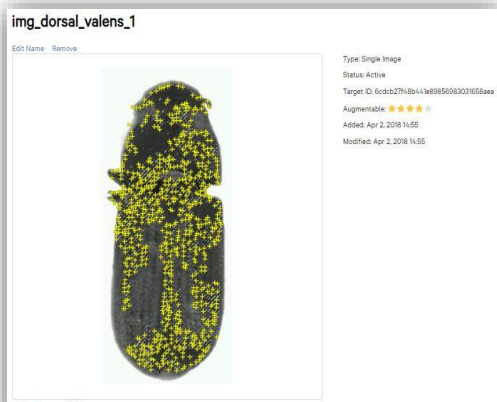 img_dorsal_valens_1
Edit Name Remove
Type: Single Image
Status: Active
Target ID: 6cdcb27f48b441e89856983031658aea
Augmentable:
Added: Apr 2, 2018 14:55
Modified: Apr 2, 2018 14:55